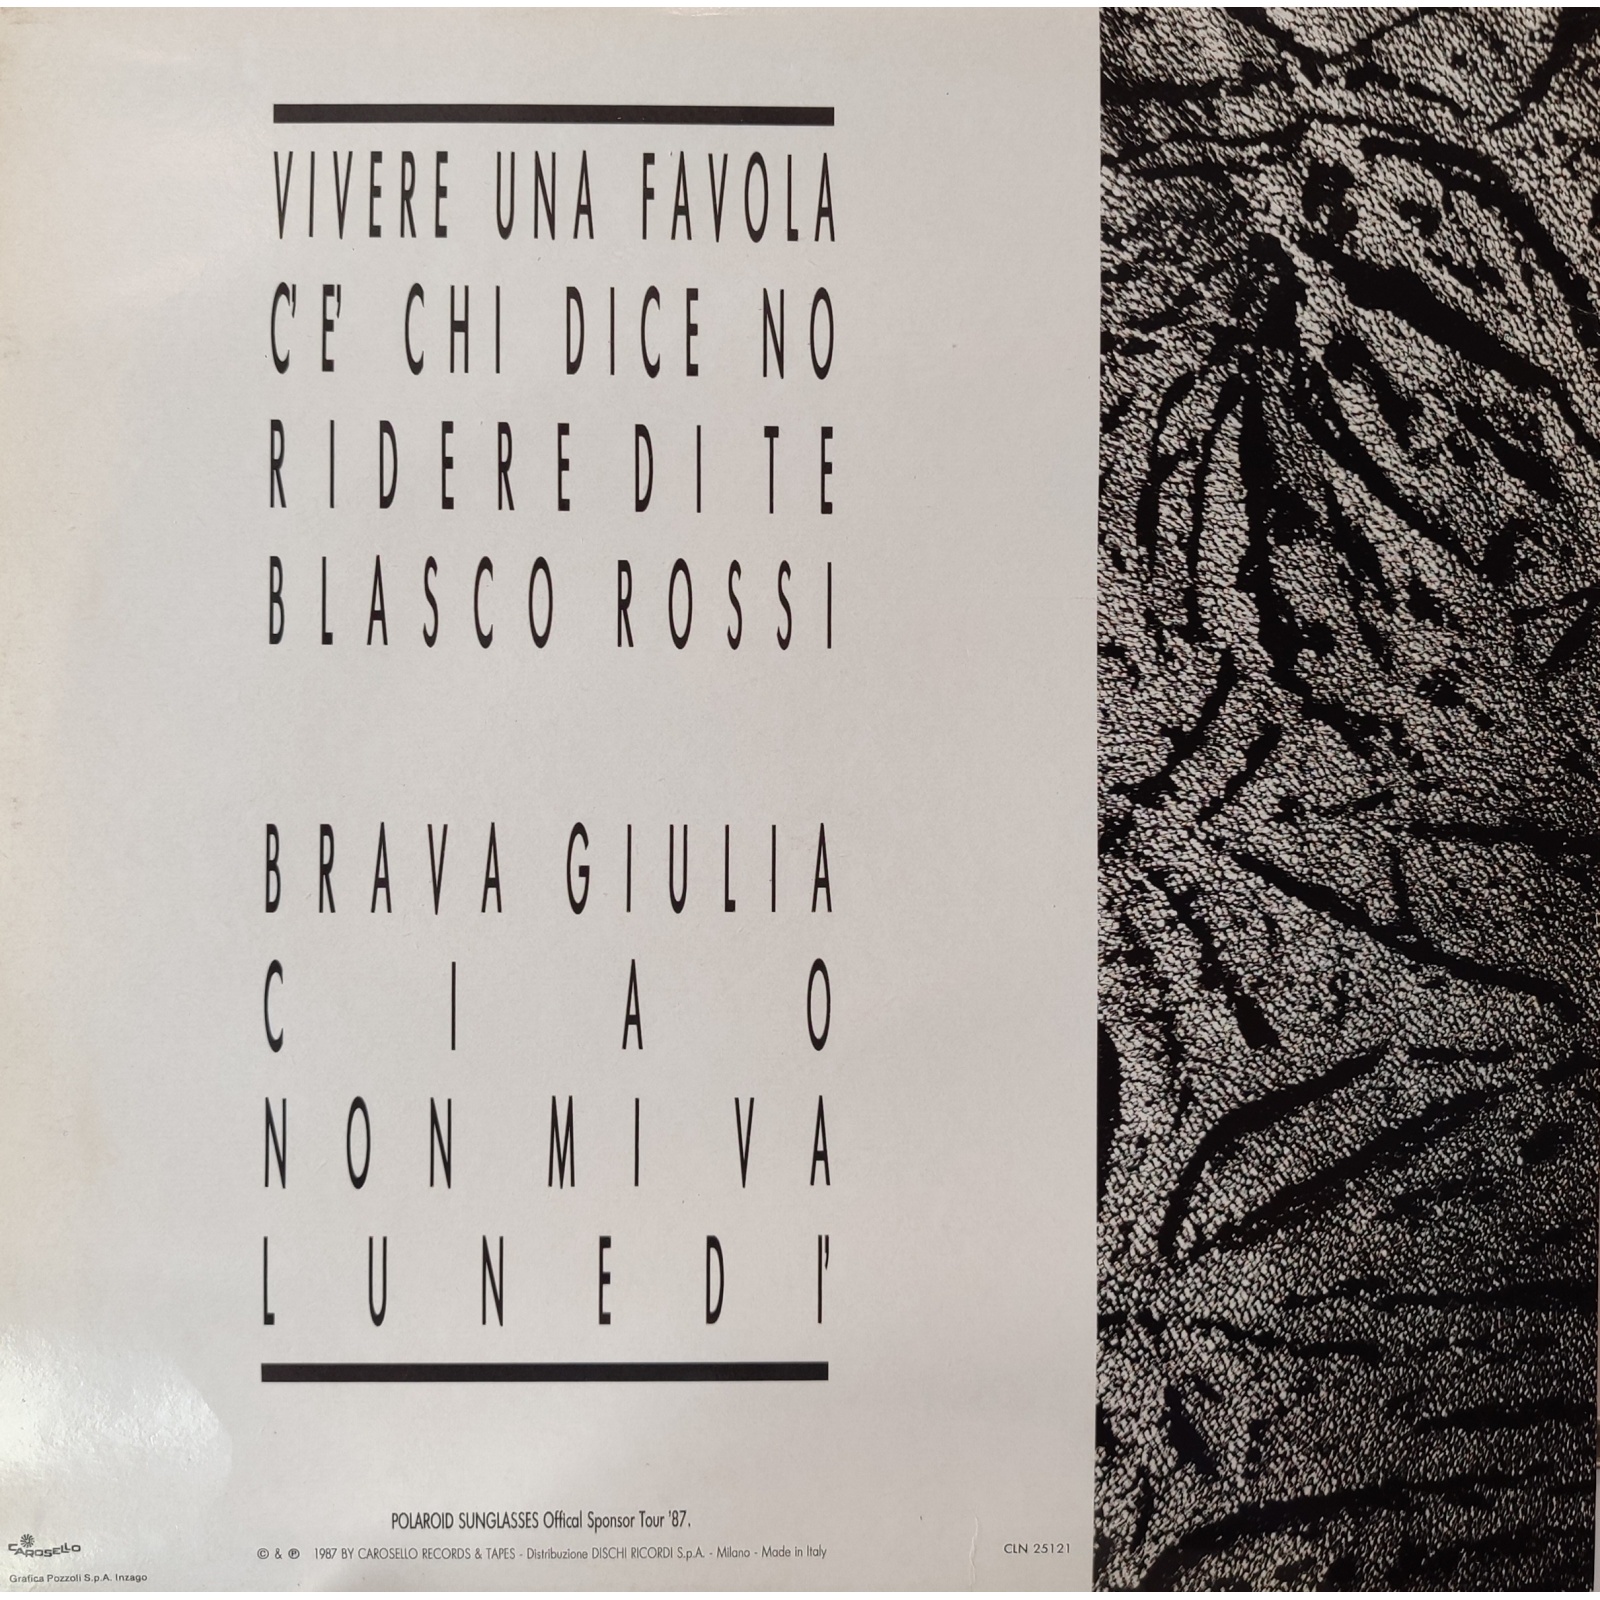 VIVERE UNA FAVOLA
C'E' CHI DICE NO
RIDERE DI TE
BLASCO ROSSI
BRAVA GIULIA
CIAO
NON MI VA
LUNEDI'
POLAROID SUNGLASSES Offical Sponsor Tour '87.
© & ℗ 1987 BY CAROSELLO RECORDS & TAPES - Distribuzione DISCHI RICORDI S.p.A. - Milano - Made in Italy
CLN 25121
CAROSELLO
Grafica Pozzoli S.p.A. Inzago